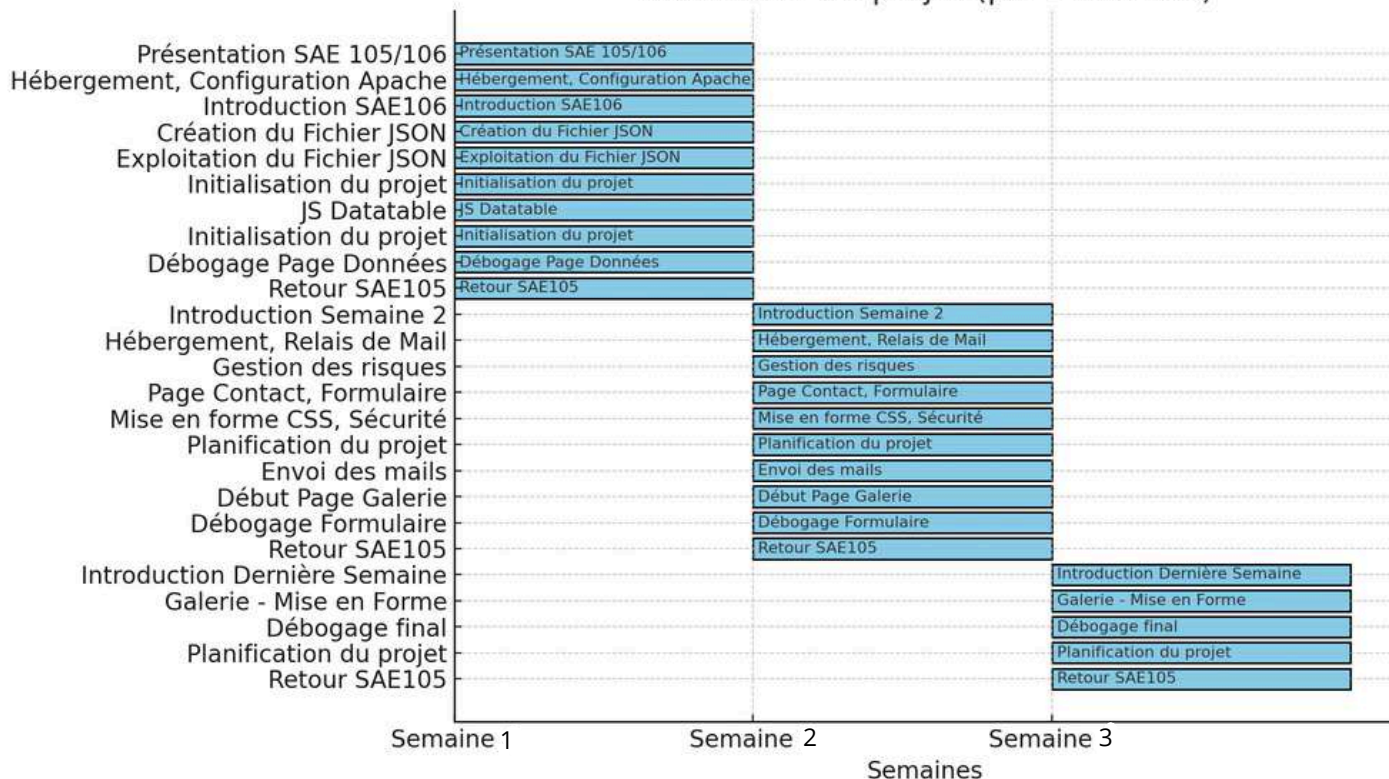 Présentation SAE 105/106 Présentation SAE 105/106
Hébergement, Configuration Apache Hébergement, Configuration Apache
Introduction SAE106 Introduction SAE106
Création du Fichier JSON Création du Fichier JSON
Exploitation du Fichier JSON Exploitation du Fichier JSON
Initialisation du projet Initialisation du projet
JS Datatable JS Datatable
Initialisation du projet Initialisation du projet
Débogage Page Données Débogage Page Données
Retour SAE105 Retour SAE105
Introduction Semaine 2 Introduction Semaine 2
Hébergement, Relais de Mail Hébergement, Relais de Mail
Gestion des risques Gestion des risques
Page Contact, Formulaire Page Contact, Formulaire
Mise en forme CSS, Sécurité Mise en forme CSS, Sécurité
Planification du projet Planification du projet
Envoi des mails Envoi des mails
Début Page Galerie Début Page Galerie
Débogage Formulaire Débogage Formulaire
Retour SAE105 Retour SAE105
Introduction Dernière Semaine Introduction Dernière Semaine
Galerie - Mise en Forme Galerie - Mise en Forme
Débogage final Débogage final
Planification du projet Planification du projet
Retour SAE105 Retour SAE105
Semaine 1 Semaine 2 Semaine 3
Semaines